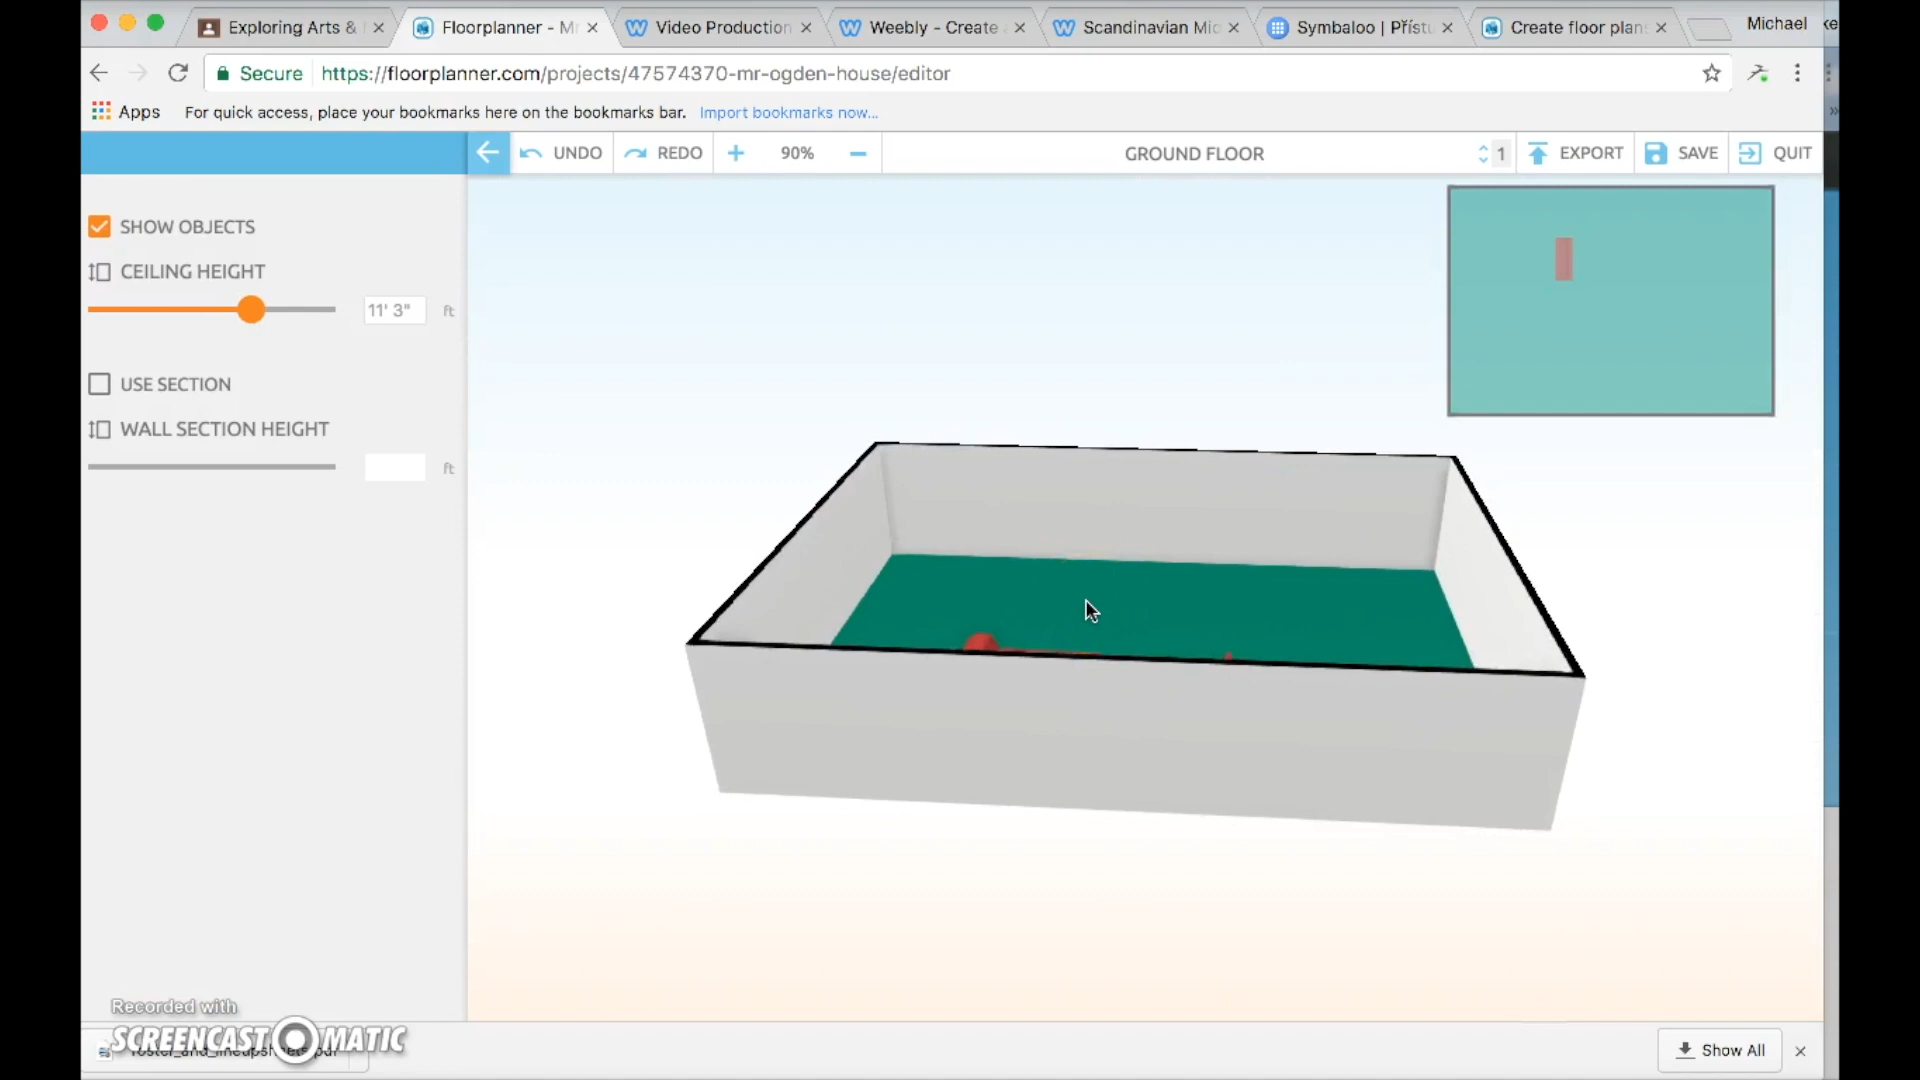 Exploring Arts &
Floorplanner - Mr
Video Production
Weebly - Create
Scandinavian Mic
Symbaloo | Přístu
Create floor plan
Michael
Secure
https://floorplanner.com/projects/47574370-mr-ogden-house/editor
Apps
For quick access, place your bookmarks here on the bookmarks bar.
Import bookmarks now...
UNDO
REDO
90%
GROUND FLOOR
1
EXPORT
SAVE
QUIT
SHOW OBJECTS
CEILING HEIGHT
11' 3"
ft
USE SECTION
WALL SECTION HEIGHT
ft
Recorded with
SCREENCAST MATIC
roster_and_lineupsheets.pdf
Show All